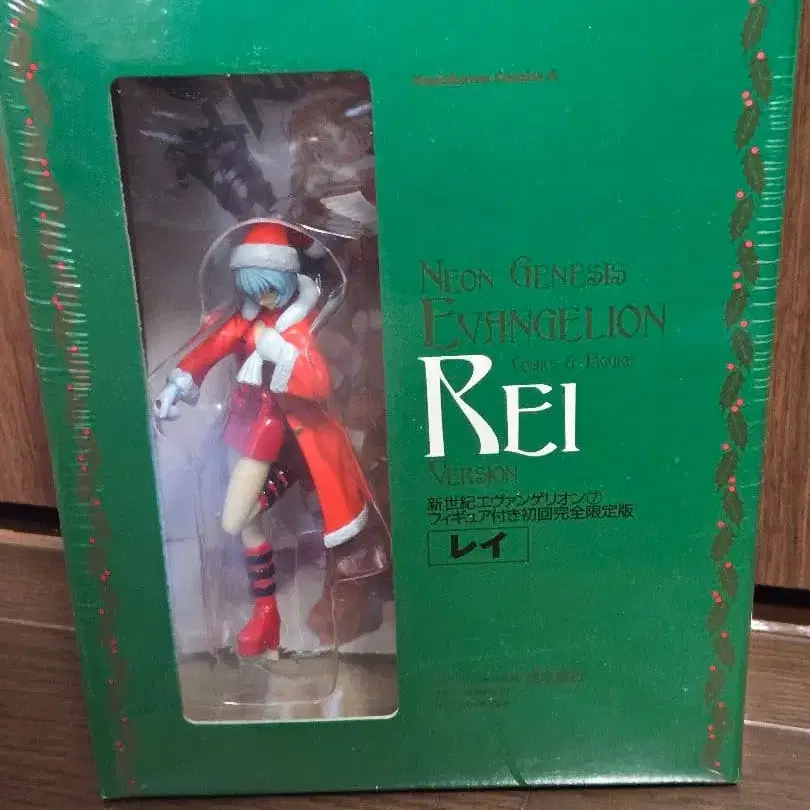 NEON GENESIS
EVANGELION
COMICS & FIGURE
REI
VERSION
新世紀エヴァンゲリオン⑦
フィギュア付き初回完全限定版
レイ